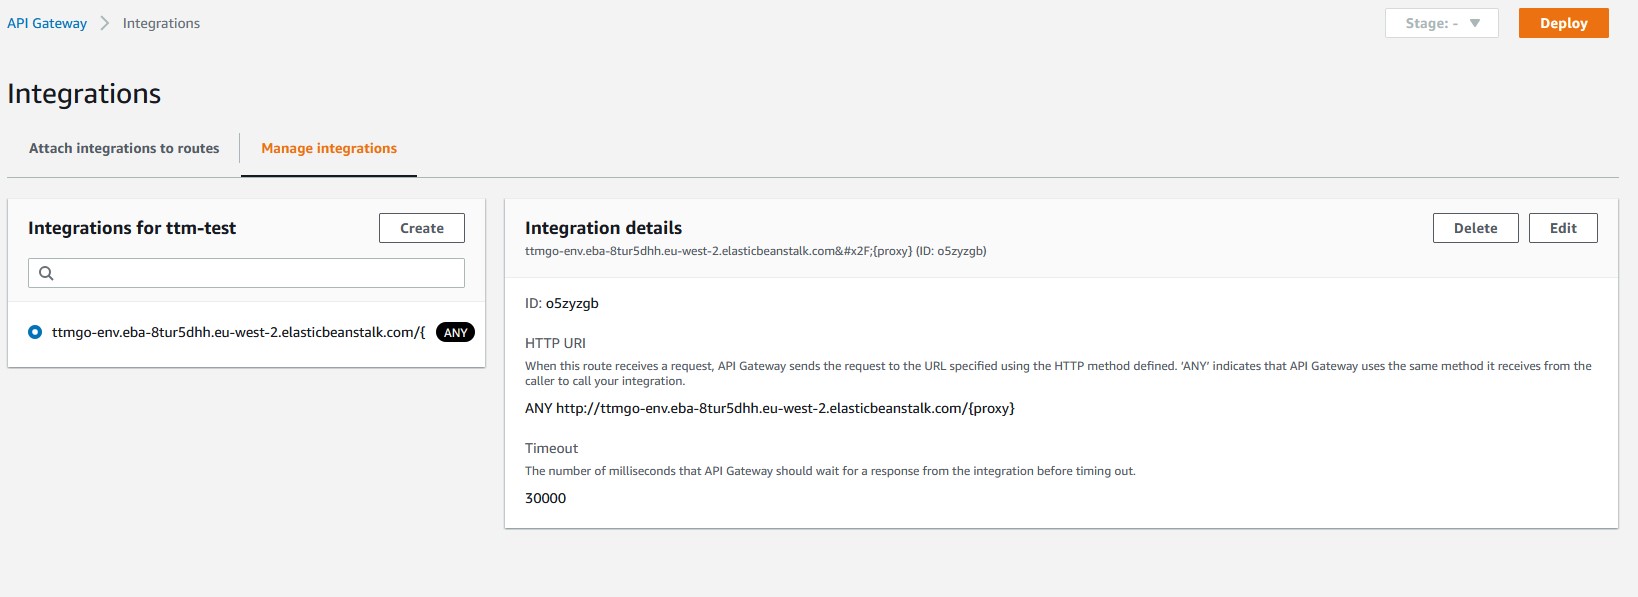 API Gateway > Integrations
Stage: - ▼
Deploy
Integrations
Attach integrations to routes
Manage integrations
Integrations for ttm-test
Create
ttmgo-env.eba-8tur5dhh.eu-west-2.elasticbeanstalk.com/{
ANY
Integration details
Delete
Edit
ttmgo-env.eba-8tur5dhh.eu-west-2.elasticbeanstalk.com&#x2F;{proxy} (ID: o5zyzgb)
ID: o5zyzgb
HTTP URI
When this route receives a request, API Gateway sends the request to the URL specified using the HTTP method defined. ‘ANY’ indicates that API Gateway uses the same method it receives from the
caller to call your integration.
ANY http://ttmgo-env.eba-8tur5dhh.eu-west-2.elasticbeanstalk.com/{proxy}
Timeout
The number of milliseconds that API Gateway should wait for a response from the integration before timing out.
30000